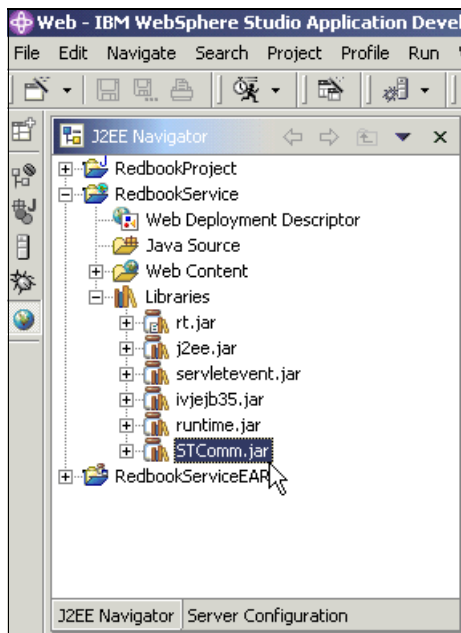 Web - IBM WebSphere Studio Application Deve
File Edit Navigate Search Project Profile Run
J2EE Navigator
RedbookProject
RedbookService
Web Deployment Descriptor
Java Source
Web Content
Libraries
rt.jar
j2ee.jar
servletevent.jar
ivjejb35.jar
runtime.jar
STComm.jar
RedbookServiceEAR
J2EE Navigator Server Configuration